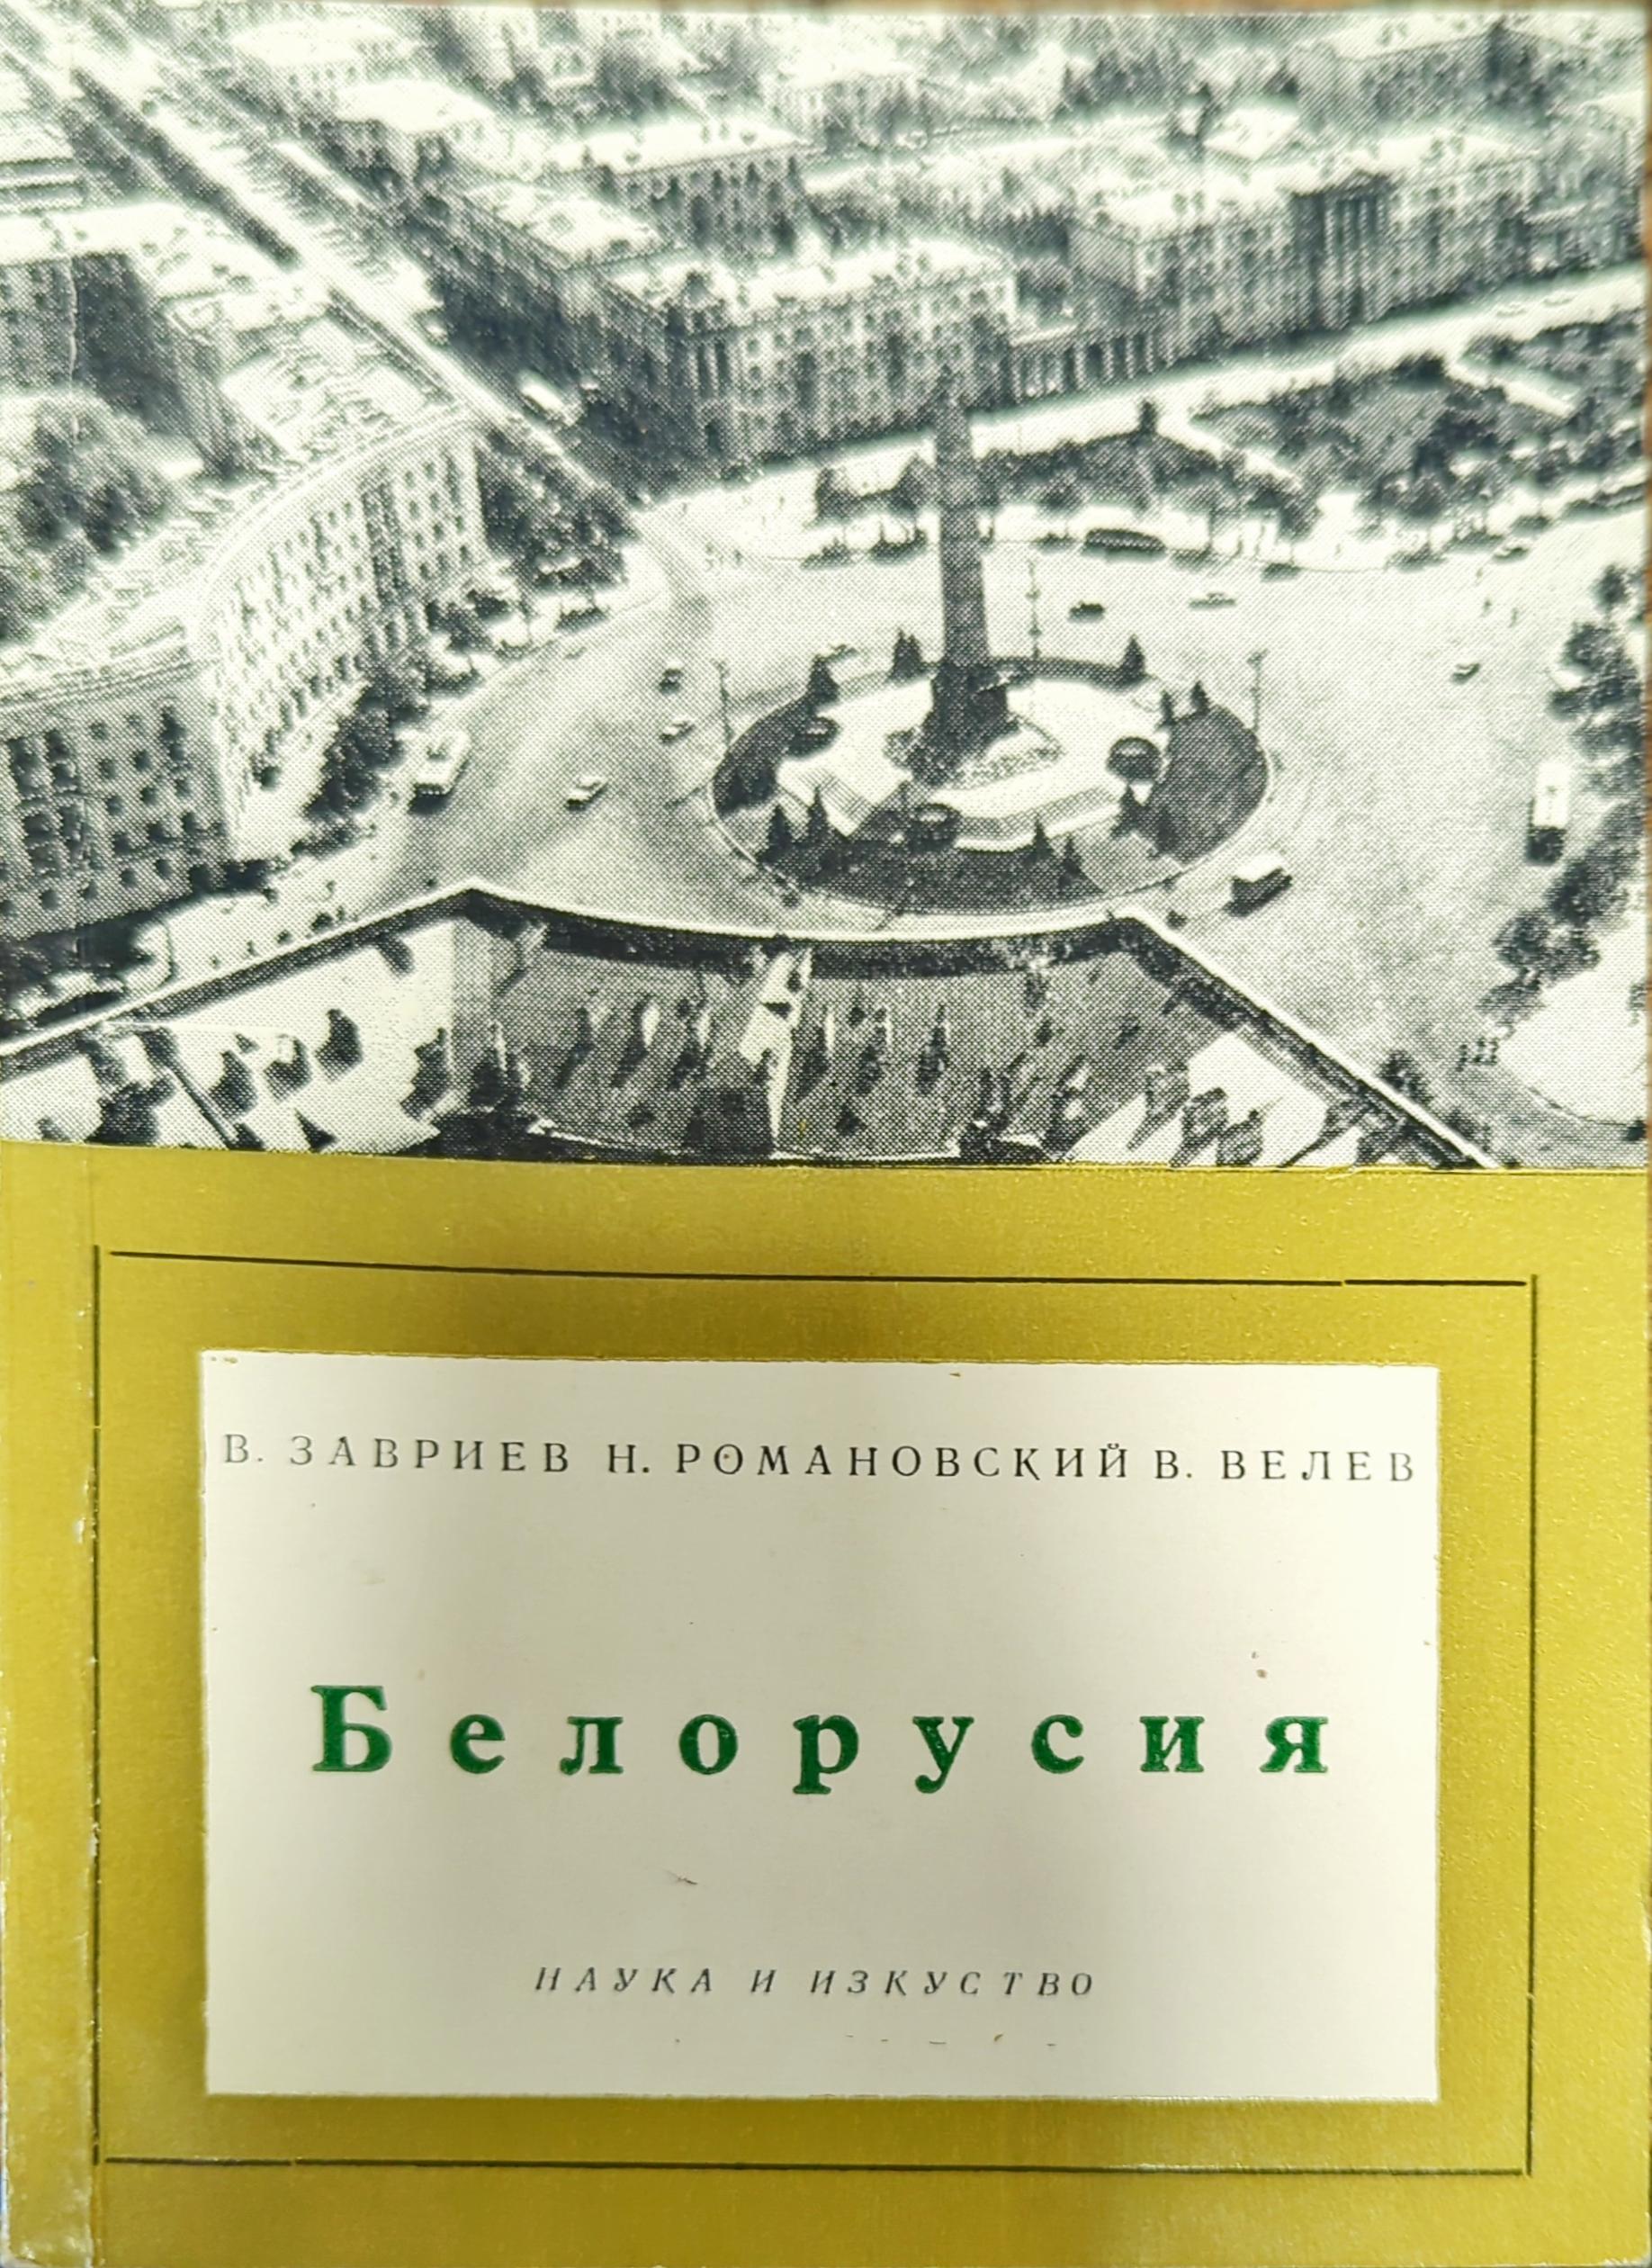 В. ЗАВРИЕВ Н. РОМАНОВСКИЙ В. ВЕЛЕВ
Белорусия
НАУКА И ИЗКУСТВО